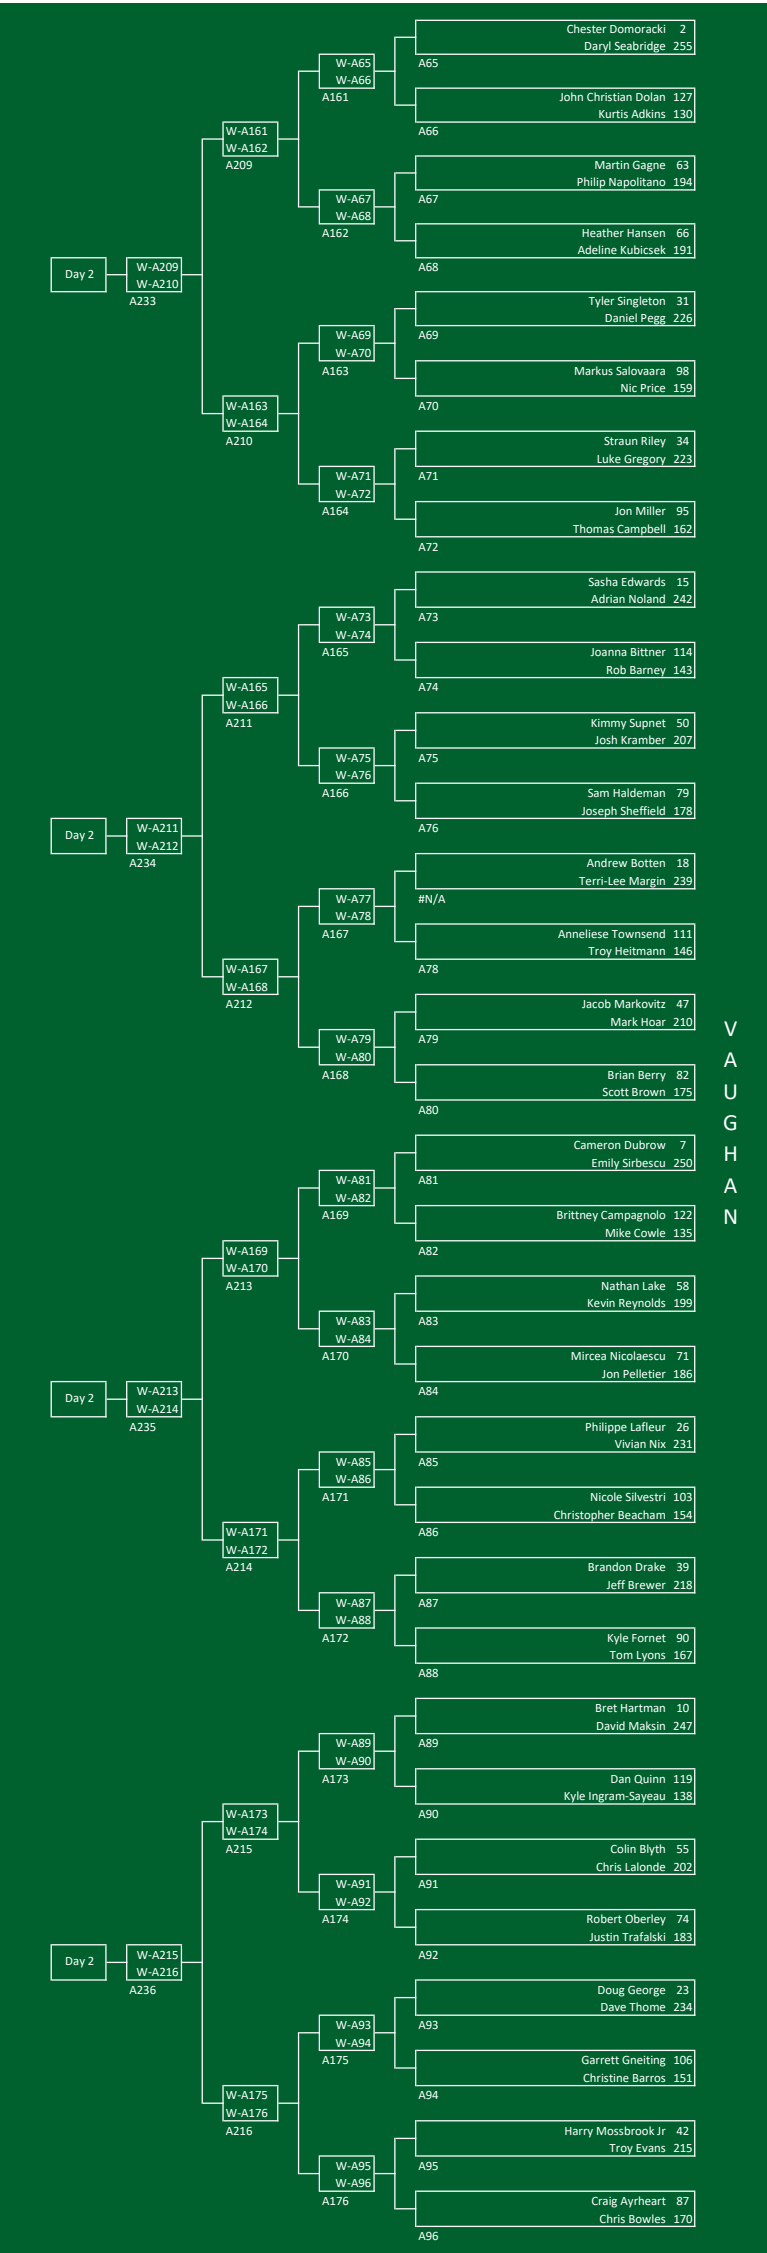 Chester Domoracki 2
Daryl Seabridge 255
A65
W-A65
W-A66
A161
John Christian Dolan 127
Kurtis Adkins 130
A66
W-A161
W-A162
A209
Martin Gagne 63
Philip Napolitano 194
A67
W-A67
W-A68
A162
Heather Hansen 66
Adeline Kubicsek 191
A68
Day 2
W-A209
W-A210
A233
Tyler Singleton 31
Daniel Pegg 226
A69
W-A69
W-A70
A163
Markus Salovaara 98
Nic Price 159
A70
W-A163
W-A164
A210
Straun Riley 34
Luke Gregory 223
A71
W-A71
W-A72
A164
Jon Miller 95
Thomas Campbell 162
A72
Sasha Edwards 15
Adrian Noland 242
A73
W-A73
W-A74
A165
Joanna Bittner 114
Rob Barney 143
A74
W-A165
W-A166
A211
Kimmy Supnet 50
Josh Kramber 207
A75
W-A75
W-A76
A166
Sam Haldeman 79
Joseph Sheffield 178
A76
Day 2
W-A211
W-A212
A234
Andrew Botten 18
Terri-Lee Margin 239
#N/A
W-A77
W-A78
A167
Anneliese Townsend 111
Troy Heitmann 146
A78
W-A167
W-A168
A212
Jacob Markovitz 47
Mark Hoar 210
A79
W-A79
W-A80
A168
Brian Berry 82
Scott Brown 175
A80
V
A
U
G
H
A
N
Cameron Dubrow 7
Emily Sirbescu 250
A81
W-A81
W-A82
A169
Brittney Campagnolo 122
Mike Cowle 135
A82
W-A169
W-A170
A213
Nathan Lake 58
Kevin Reynolds 199
A83
W-A83
W-A84
A170
Mircea Nicolaescu 71
Jon Pelletier 186
A84
Day 2
W-A213
W-A214
A235
Philippe Lafleur 26
Vivian Nix 231
A85
W-A85
W-A86
A171
Nicole Silvestri 103
Christopher Beacham 154
A86
W-A171
W-A172
A214
Brandon Drake 39
Jeff Brewer 218
A87
W-A87
W-A88
A172
Kyle Fornet 90
Tom Lyons 167
A88
Bret Hartman 10
David Maksin 247
A89
W-A89
W-A90
A173
Dan Quinn 119
Kyle Ingram-Sayeau 138
A90
W-A173
W-A174
A215
Colin Blyth 55
Chris Lalonde 202
A91
W-A91
W-A92
A174
Robert Oberley 74
Justin Trafalski 183
A92
Day 2
W-A215
W-A216
A236
Doug George 23
Dave Thome 234
A93
W-A93
W-A94
A175
Garrett Gneiting 106
Christine Barros 151
A94
W-A175
W-A176
A216
Harry Mossbrook Jr 42
Troy Evans 215
A95
W-A95
W-A96
A176
Craig Ayrheart 87
Chris Bowles 170
A96